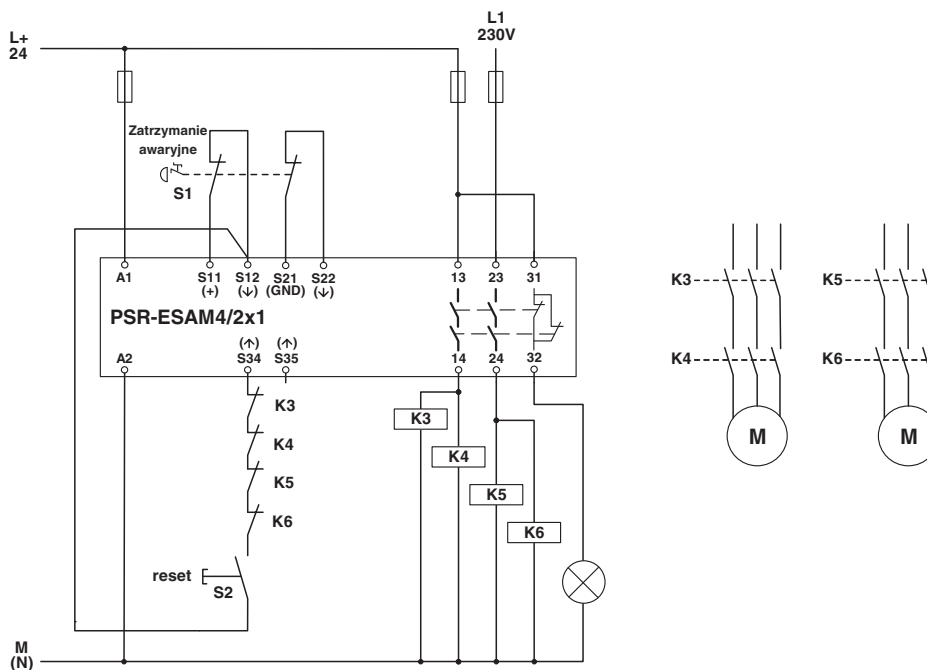 L+
24
L1
230V
Zatrzymanie
awaryjne
S1
A1
S11
(+)
S12
(↓)
S21
(GND)
S22
(↓)
13
23
31
PSR-ESAM4/2x1
(↑)
(↑)
A2
S34
S35
14
24
32
K3
K4
K5
K6
reset
S2
K3
K4
K5
K6
M
(N)
K3
K5
K4
K6
M
M